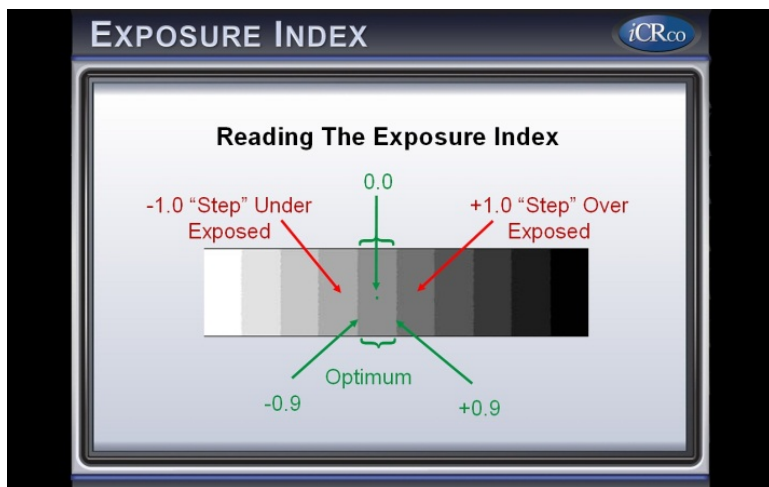 EXPOSURE INDEX
iCRco
Reading The Exposure Index
0.0
-1.0 “Step” Under
Exposed
+1.0 “Step” Over
Exposed
Optimum
-0.9
+0.9